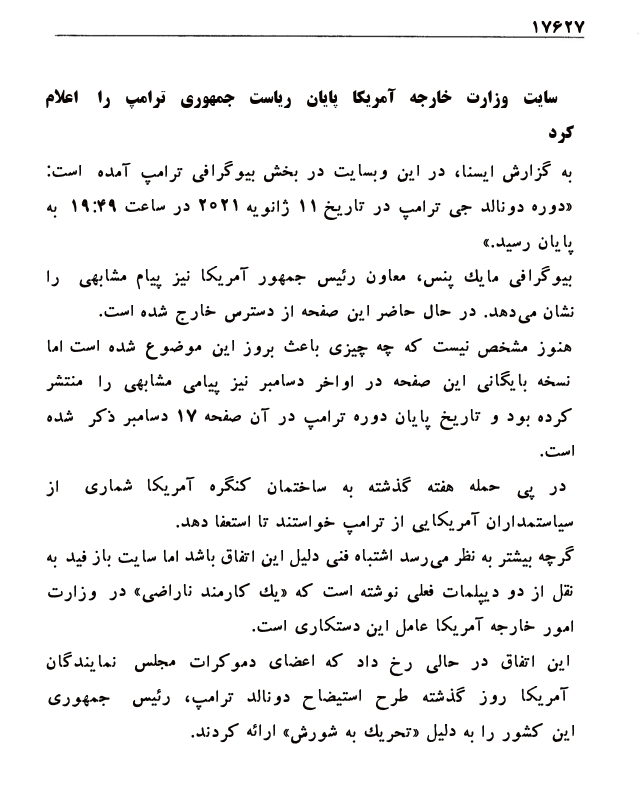 ۱۷۶۲۷
سایت وزارت خارجه آمریکا پایان ریاست جمهوری ترامپ را اعلام
کرد
به گزارش ایسنا، در این وبسایت در بخش بیوگرافی ترامپ آمده است:
«دوره دونالد جی ترامپ در تاریخ ۱۱ ژانویه ۲۰۲۱ در ساعت ۱۹:۴۹ به
پایان رسید.»
بیوگرافی مایك پنس، معاون رئیس جمهور آمریکا نیز پیام مشابهی را
نشان می‌دهد. در حال حاضر این صفحه از دسترس خارج شده است.
هنوز مشخص نیست که چه چیزی باعث بروز این موضوع شده است اما
نسخه بایگانی این صفحه در اواخر دسامبر نیز پیامی مشابهی را منتشر
کرده بود و تاریخ پایان دوره ترامپ در آن صفحه ۱۷ دسامبر ذکر شده
است.
در پی حمله هفته گذشته به ساختمان کنگره آمریکا شماری از
سیاستمداران آمریکایی از ترامپ خواستند تا استعفا دهد.
گرچه بیشتر به نظر می‌رسد اشتباه فنی دلیل این اتفاق باشد اما سایت باز فید به
نقل از دو دیپلمات فعلی نوشته است که «یك کارمند ناراضی» در وزارت
امور خارجه آمریکا عامل این دستکاری است.
این اتفاق در حالی رخ داد که اعضای دموکرات مجلس نمایندگان
آمریکا روز گذشته طرح استیضاح دونالد ترامپ، رئیس جمهوری
این کشور را به دلیل «تحریك به شورش» ارائه کردند.